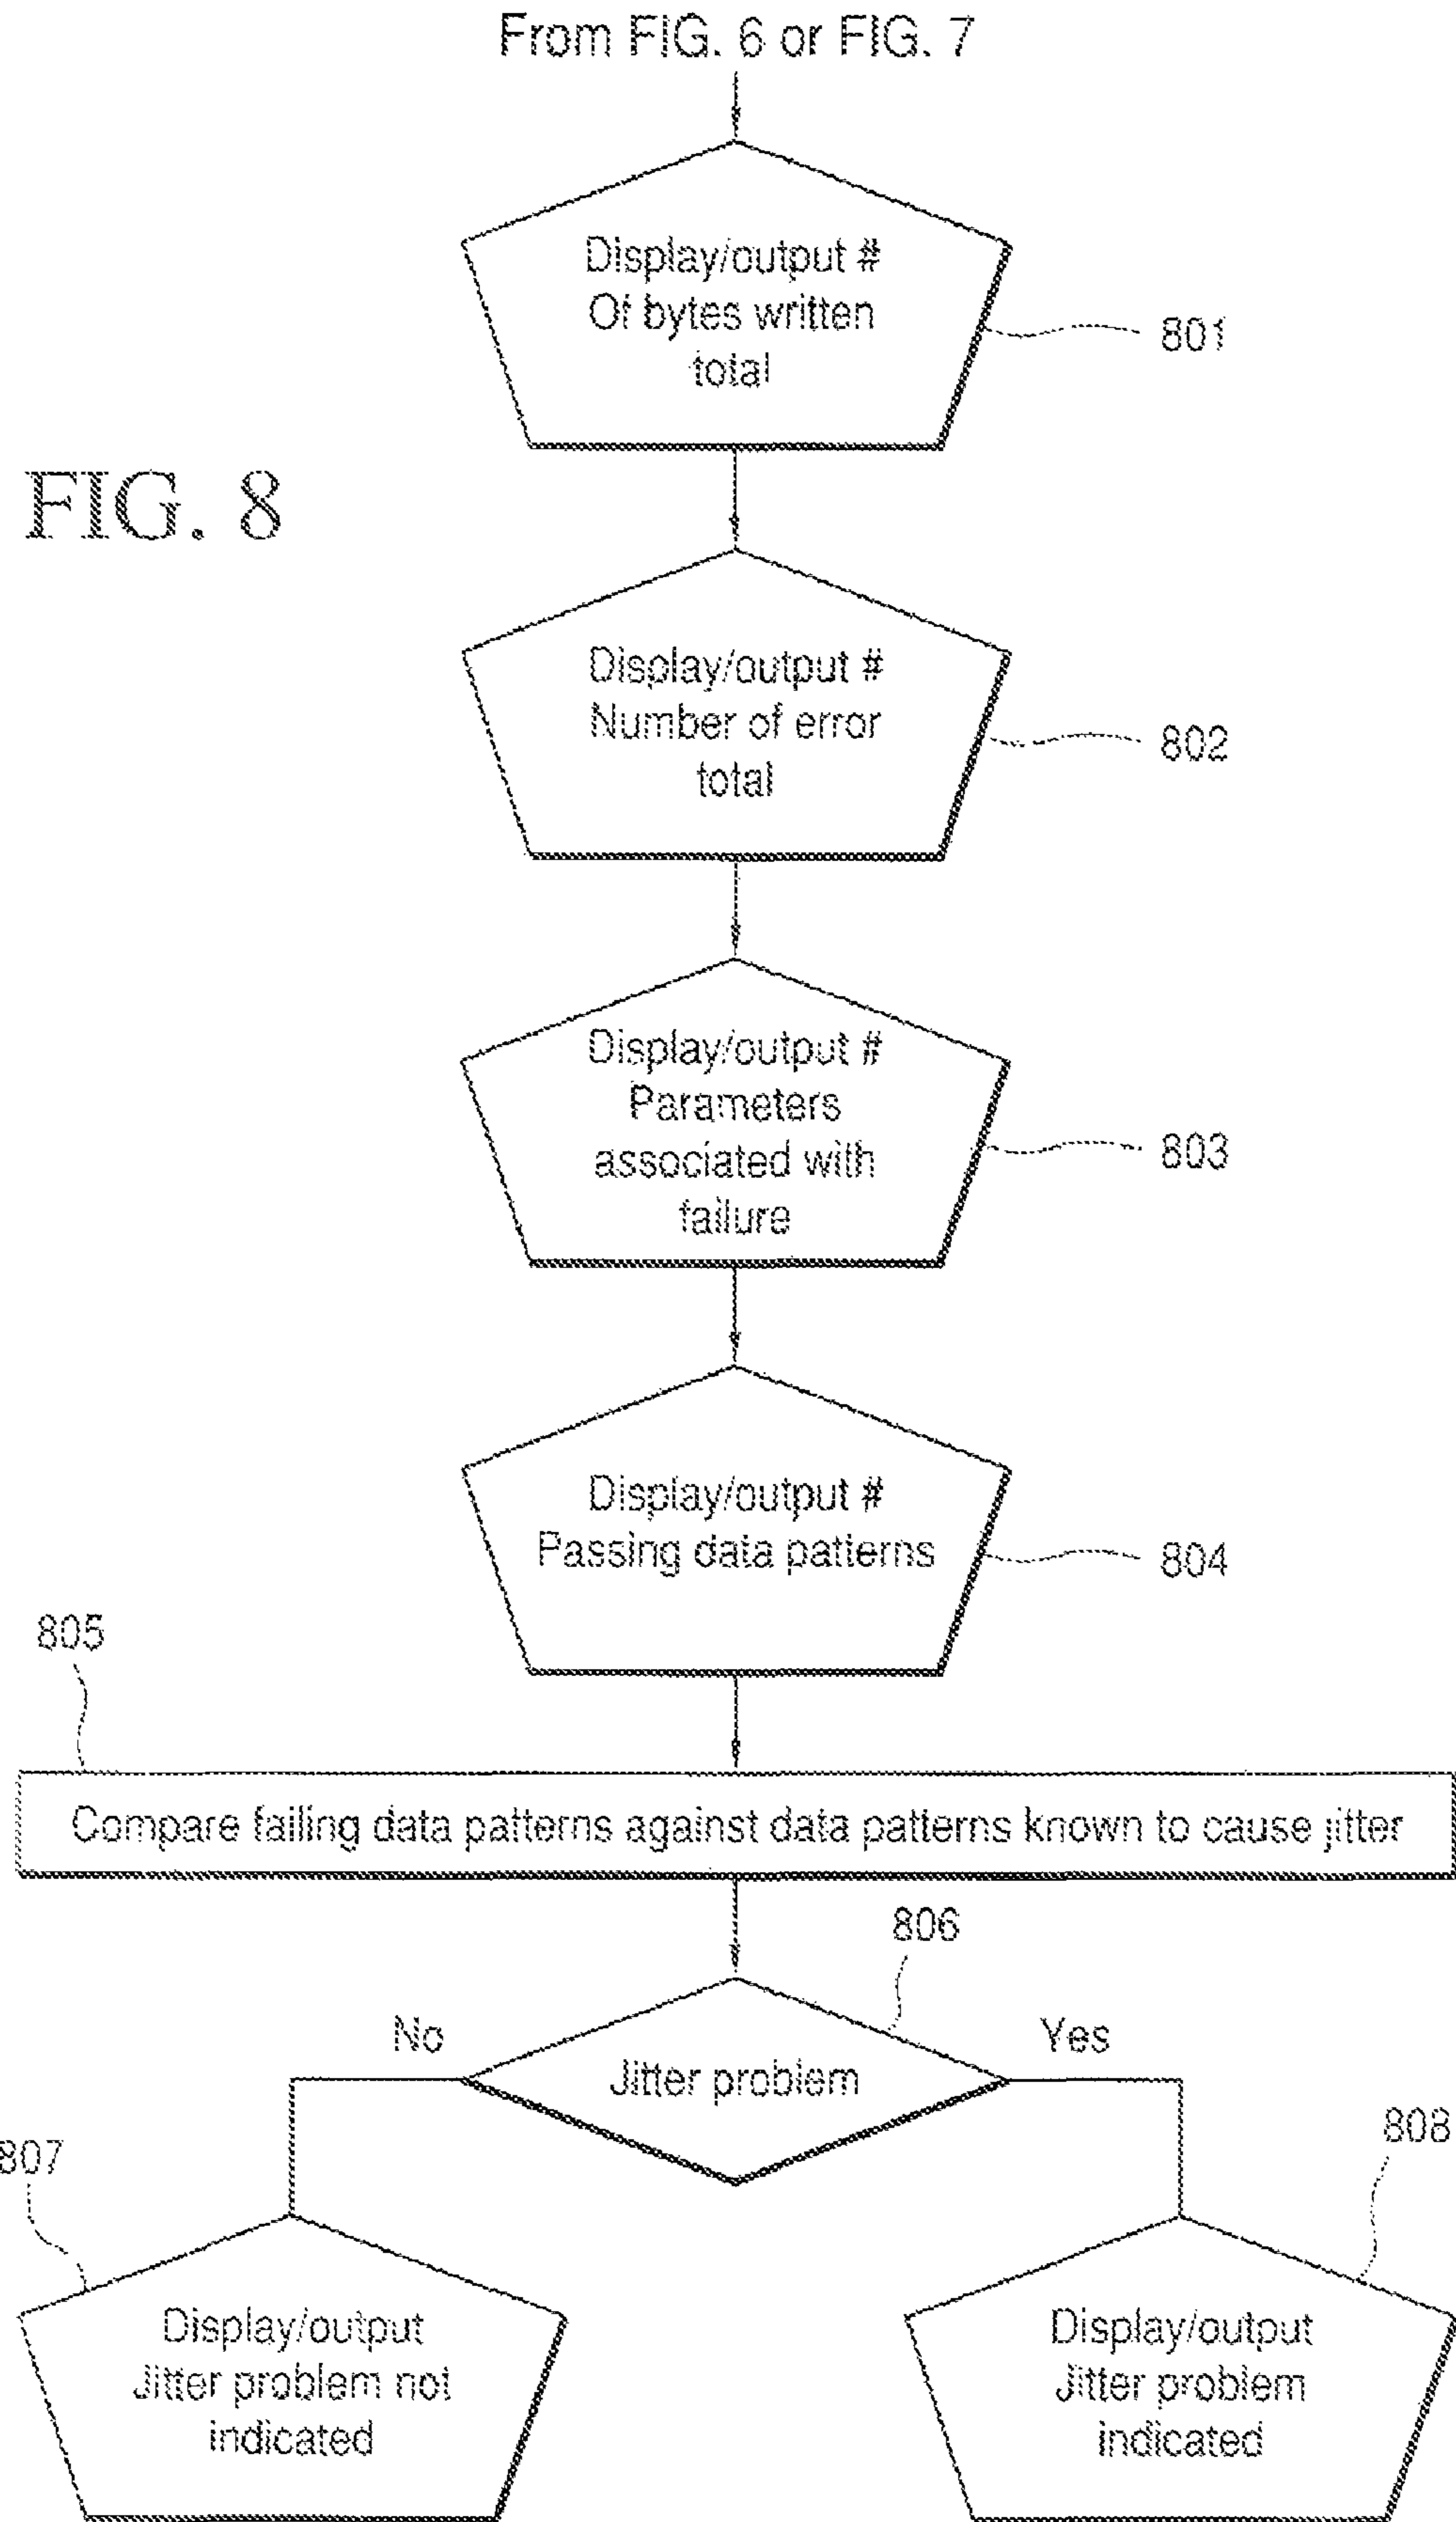 From FIG. 6 or FIG. 7
Display/output #
Of bytes written
total
801
FIG. 8
Display/output #
Number of error
total
802
Display/output #
Parameters
associated with
failure
803
Display/output #
Passing data patterns
804
805
Compare failing data patterns against data patterns known to cause jitter
806
No
Yes
Jitter problem
807
808
Display/output
Jitter problem not
indicated
Display/output
Jitter problem
indicated